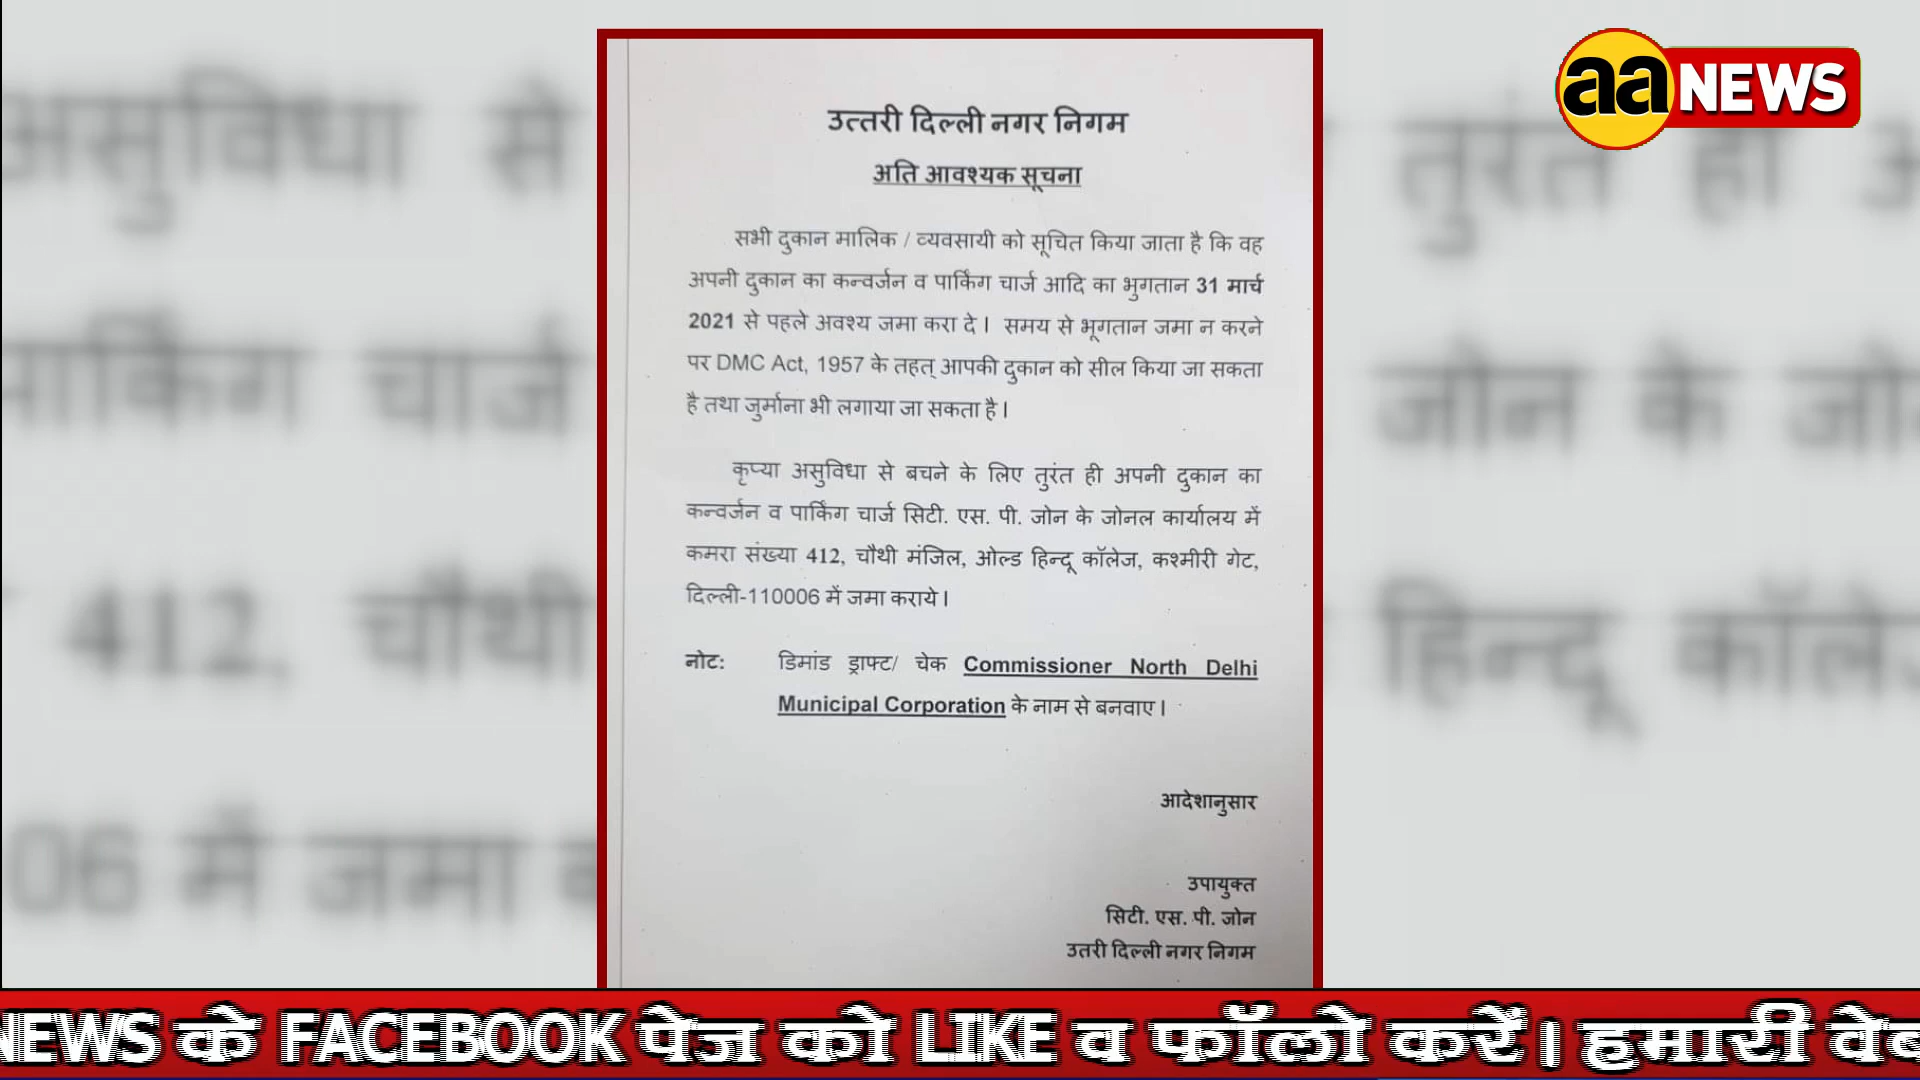 aa NEWS
उत्तरी दिल्ली नगर निगम
अति आवश्यक सूचना
सभी दुकान मालिक / व्यवसायी को सूचित किया जाता है कि वह
अपनी दुकान का कन्वर्जन व पार्किंग चार्ज आदि का भुगतान 31 मार्च
2021 से पहले अवश्य जमा करा दे। समय से भूगतान जमा न करने
पर DMC Act, 1957 के तहत् आपकी दुकान को सील किया जा सकता
है तथा जुर्माना भी लगाया जा सकता है।
कृप्या असुविधा से बचने के लिए तुरंत ही अपनी दुकान का
कन्वर्जन व पार्किंग चार्ज सिटी. एस. पी. जोन के जोनल कार्यालय में
कमरा संख्या 412, चौथी मंजिल, ओल्ड हिन्दू कॉलेज, कश्मीरी गेट,
दिल्ली-110006 में जमा कराये।
नोट: डिमांड ड्राफ्ट/ चेक Commissioner North Delhi
Municipal Corporation के नाम से बनवाए।
आदेशानुसार
उपायुक्त
सिटी. एस. पी. जोन
उतरी दिल्ली नगर निगम
NEWS के FACEBOOK पेज को LIKE व फॉलो करें। हमारी